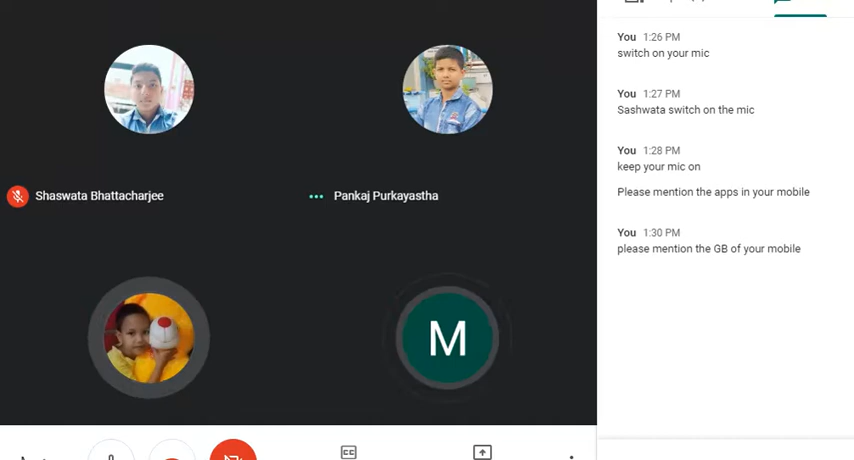 You 1:26 PM
switch on your mic
You 1:27 PM
Sashwata switch on the mic
You 1:28 PM
keep your mic on
Please mention the apps in your mobile
You 1:30 PM
please mention the GB of your mobile
Shaswata Bhattacharjee
Pankaj Purkayastha
M
CC